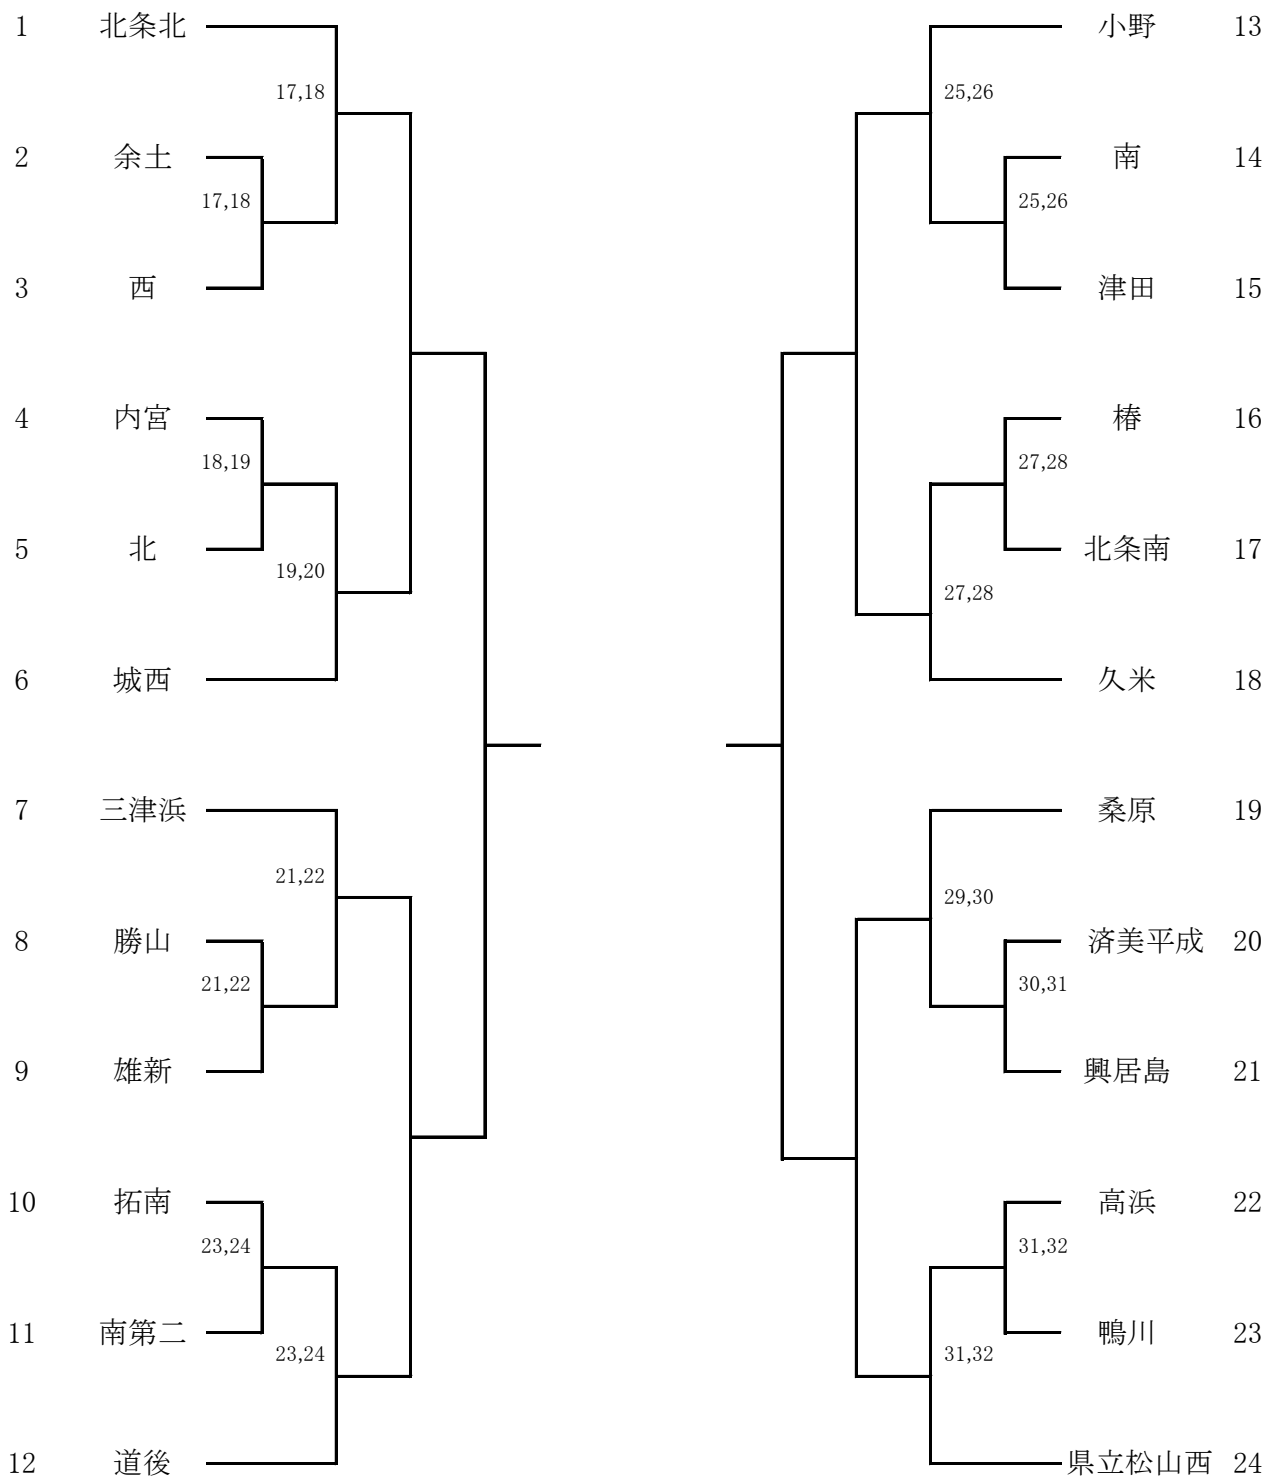 1 北条北
17,18
2 余土
17,18
3 西
4 内宮
18,19
5 北
19,20
6 城西
7 三津浜
21,22
8 勝山
21,22
9 雄新
10 拓南
23,24
11 南第二
23,24
12 道後
小野 13
25,26
南 14
25,26
津田 15
椿 16
27,28
北条南 17
27,28
久米 18
桑原 19
29,30
済美平成 20
30,31
興居島 21
高浜 22
31,32
鴨川 23
31,32
県立松山西 24